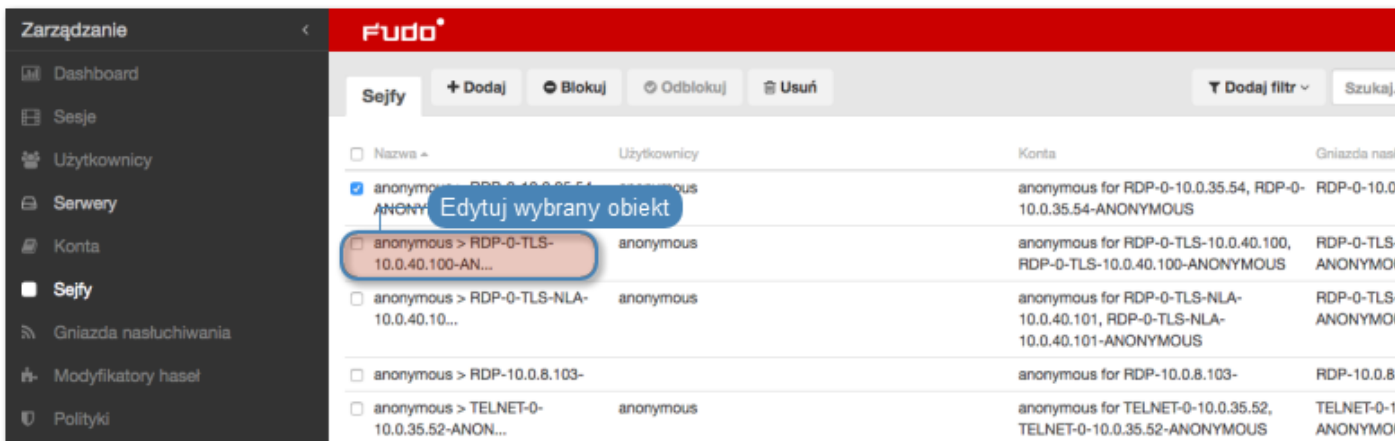 Zarządzanie
Fudo
Dashboard
Sesje
Użytkownicy
Serwery
Konta
Sejfy
Gniazda nasłuchiwania
Modyfikatory haseł
Polityki
Sejfy + Dodaj Blokuj Odblokuj Usuń Dodaj filtr Szukaj.
Nazwa Użytkownicy Konta Gniazda
anonymous for RDP-0-10.0.35.54, RDP-0- RDP-0-10.0
Edytuj wybrany obiekt 10.0.35.54-ANONYMOUS
anonymous > RDP-0-TLS- anonymous anonymous for RDP-0-TLS-10.0.40.100, RDP-0-TLS
10.0.40.100-AN... RDP-0-TLS-10.0.40.100-ANONYMOUS
anonymous > RDP-0-TLS-NLA- anonymous anonymous for RDP-0-TLS-NLA- RDP-0-TLS
10.0.40.10... 10.0.40.101, RDP-0-TLS-NLA-
10.0.40.101-ANONYMOUS
anonymous > RDP-10.0.8.103- anonymous for RDP-10.0.8.103- RDP-10.0.8
anonymous > TELNET-0- anonymous anonymous for TELNET-0-10.0.35.52, TELNET-0-1
10.0.35.52-ANON... TELNET-0-10.0.35.52-ANONYMOUS